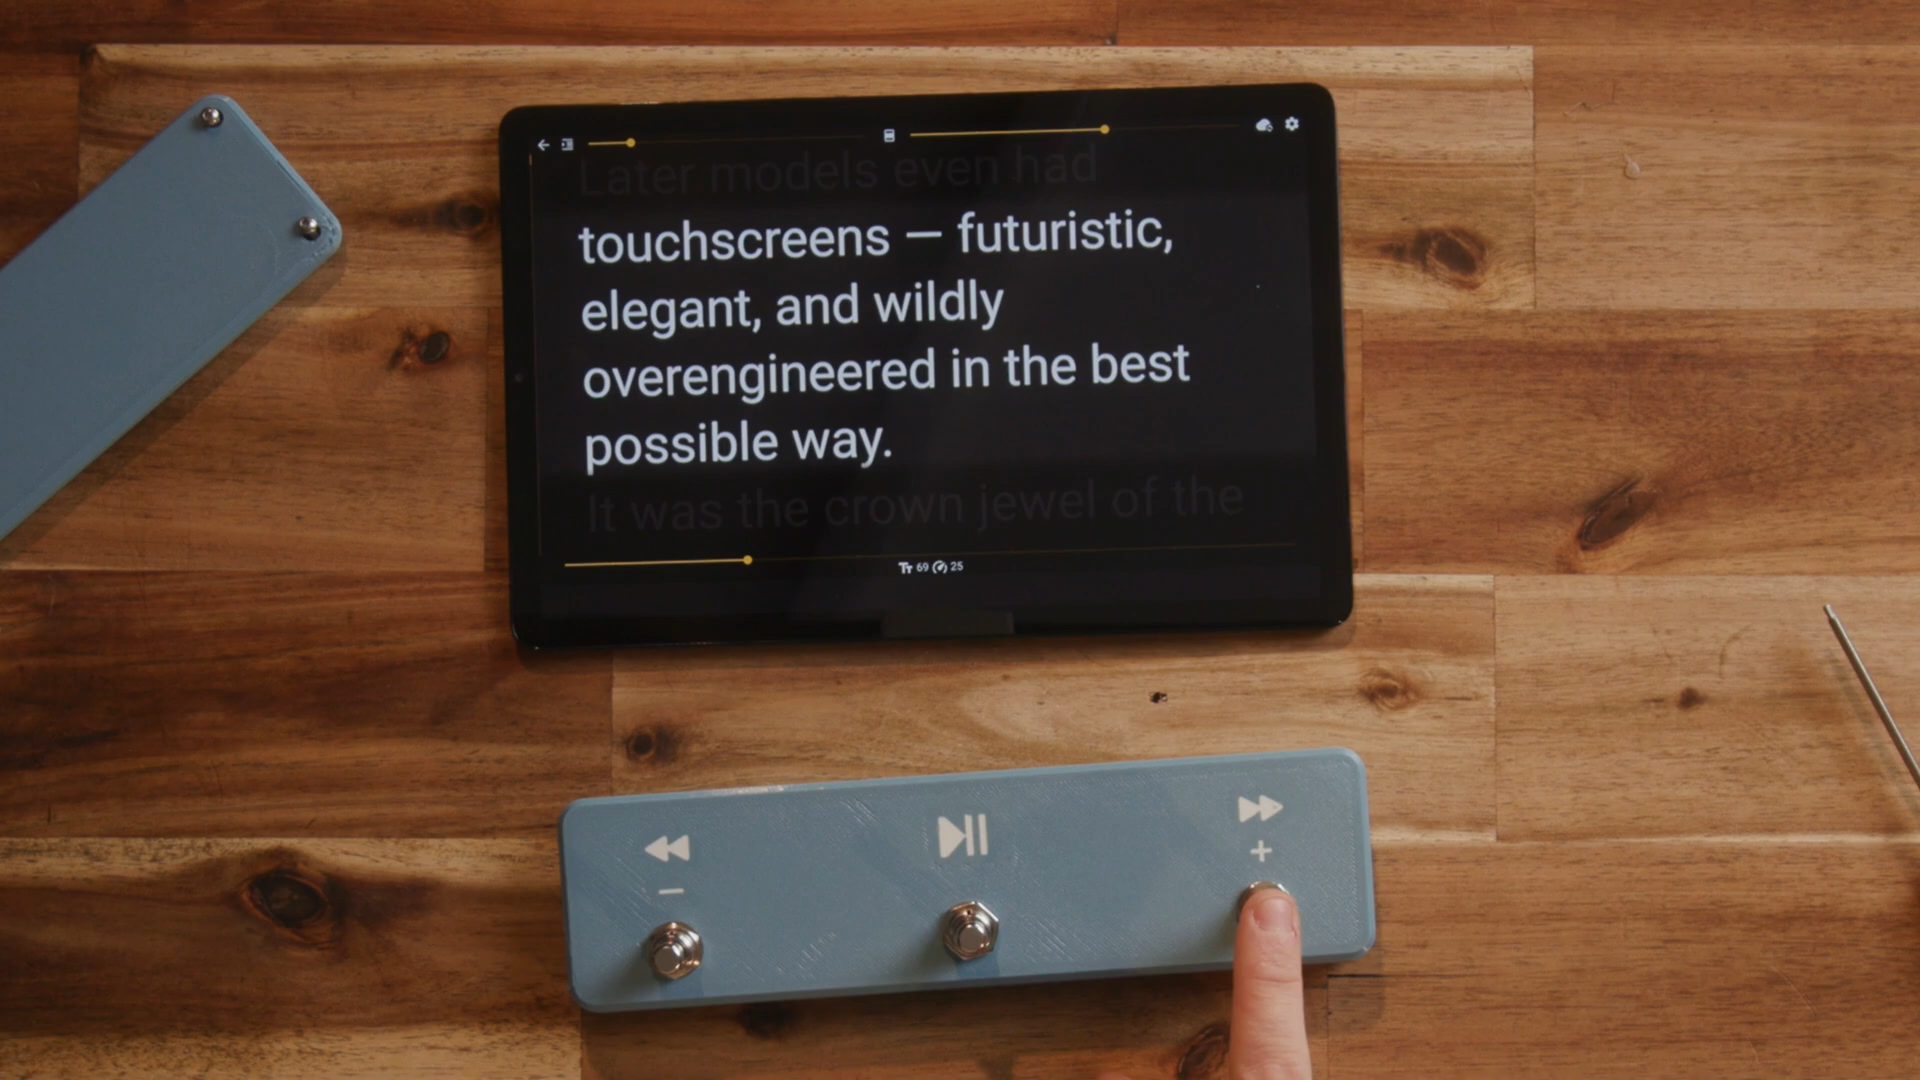 Later models even had
touchscreens — futuristic,
elegant, and wildly
overengineered in the best
possible way.
It was the crown jewel of the
Tr 69 25
− +